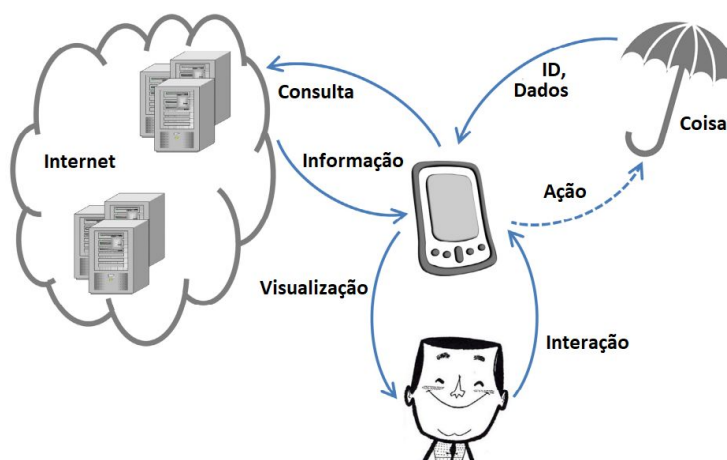 ID,
Dados
Consulta
Coisa
Internet
Informação
Ação
Visualização
Interação